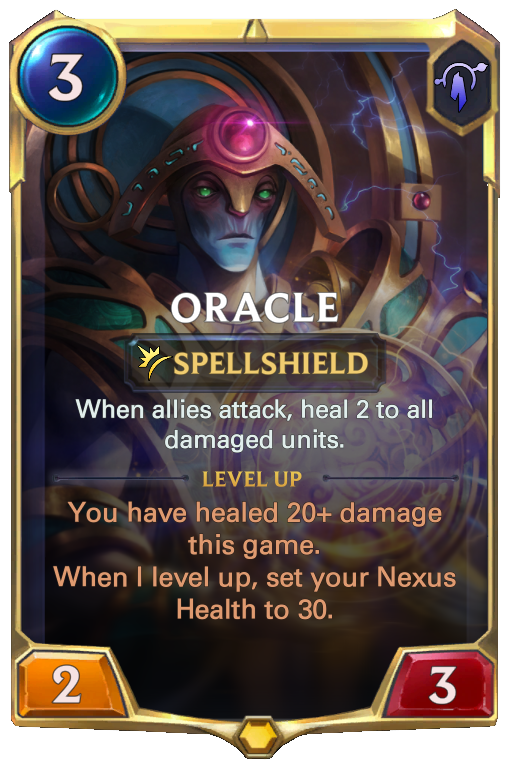 3
ORACLE
SPELLSHIELD
When allies attack, heal 2 to all
damaged units.
LEVEL UP
You have healed 20+ damage
this game.
When I level up, set your Nexus
Health to 30.
2
3